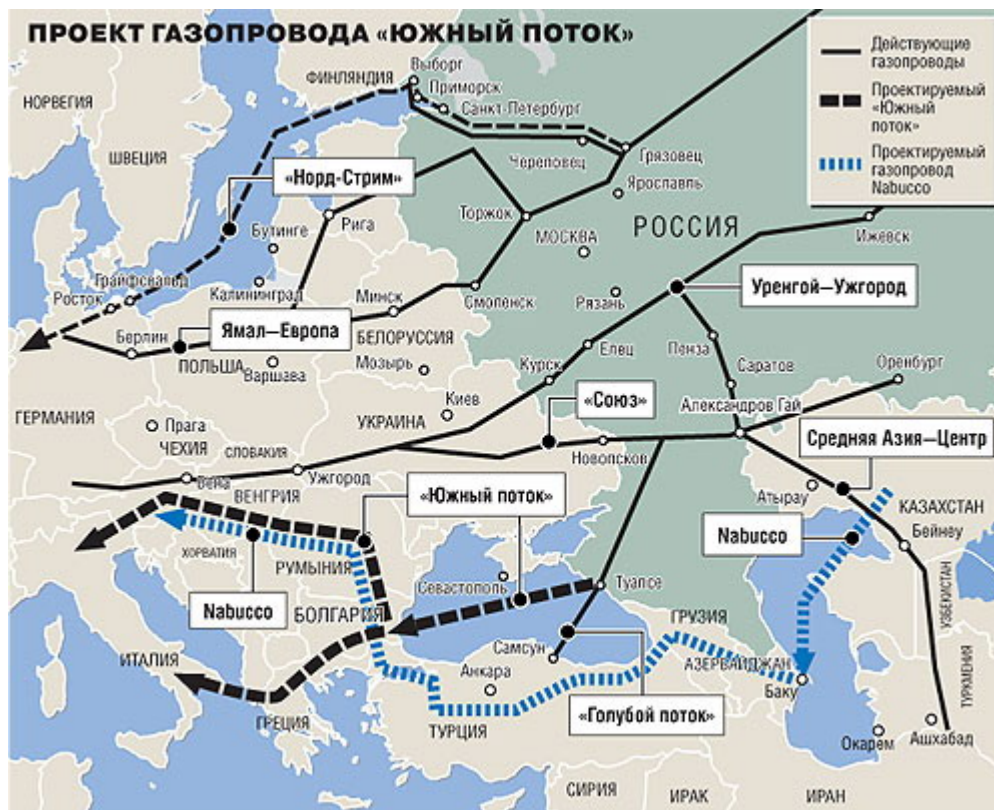 ПРОЕКТ ГАЗОПРОВОДА «ЮЖНЫЙ ПОТОК»
Действующие
газопроводы
Проектируемый
«Южный
поток»
Проектируемый
газопровод
Nabucco
НОРВЕГИЯ
ФИНЛЯНДИЯ
Выборг
Приморск
Санкт-Петербург
ШВЕЦИЯ
Череповец
Грязовец
«Норд-Стрим»
Ярославль
Рига
Торжок
РОССИЯ
Бутинге
МОСКВА
Ижевск
Грайфсвальд
Калининград
Росток
Минск
Смоленск
Рязань
Уренгой—Ужгород
Берлин
Ямал—Европа
БЕЛОРУССИЯ
ПОЛЬША
Варшава
Мозырь
Елец
Пенза
Курск
Саратов
Оренбург
ГЕРМАНИЯ
Прага
ЧЕХИЯ
Киев
УКРАИНА
«Союз»
Александров Гай
СЛОВАКИЯ
Новопсков
Средняя Азия—Центр
Вена
Ужгород
ВЕНГРИЯ
«Южный поток»
Атырау
КАЗАХСТАН
Nabucco
Бейнеу
ХОРВАТИЯ
РУМЫНИЯ
Севастополь
Туапсе
Nabucco
БОЛГАРИЯ
ГРУЗИЯ
УЗБЕКИСТАН
Самсун
ИТАЛИЯ
Анкара
АЗЕРБАЙДЖАН
Баку
ТУРКМЕНИЯ
ГРЕЦИЯ
ТУРЦИЯ
«Голубой поток»
Окарем
Ашхабад
СИРИЯ
ИРАК
ИРАН